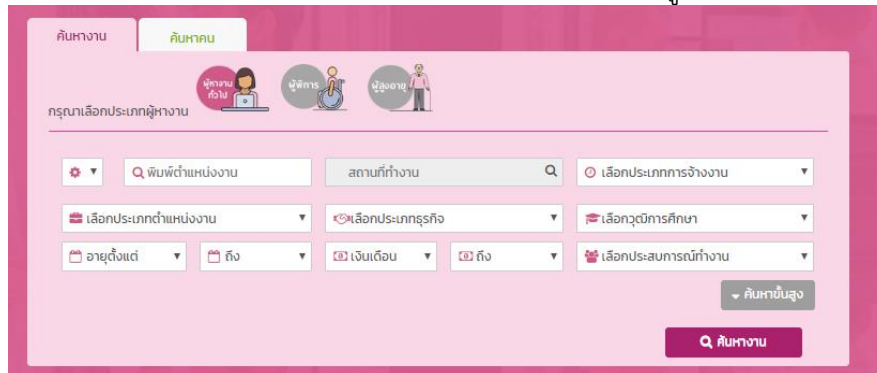 ค้นหางาน ค้นหาคน
ผู้หางาน
ทั่วไป
ผู้พิการ
ผู้สูงอายุ
กรุณาเลือกประเภทผู้หางาน
พิมพ์ตำแหน่งงาน สถานที่ทำงาน เลือกประเภทการจ้างงาน
เลือกประเภทตำแหน่งงาน เลือกประเภทธุรกิจ เลือกวุฒิการศึกษา
อายุตั้งแต่ ถึง เงินเดือน ถึง เลือกประสบการณ์ทำงาน
ค้นหาขั้นสูง
ค้นหางาน